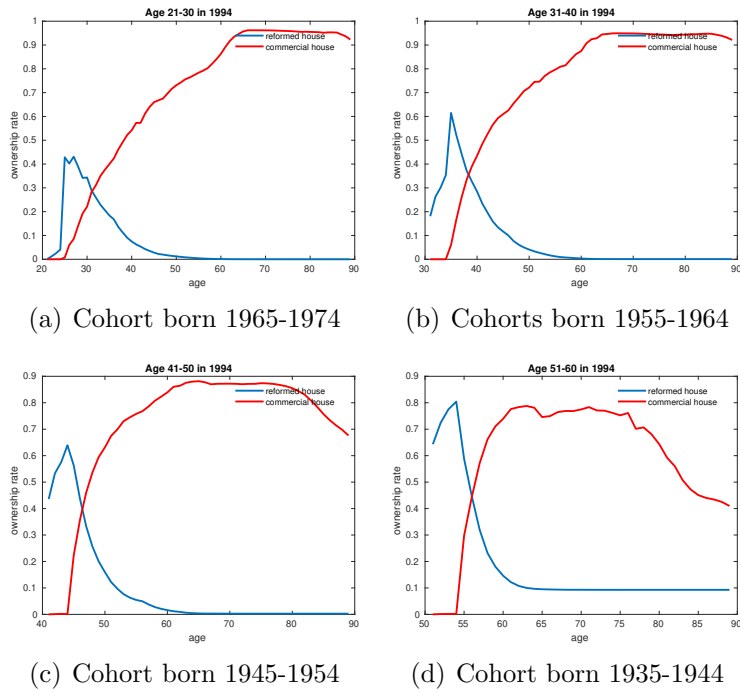 Age 21-30 in 1994
1
0.9
0.8
0.7
0.6
0.5
0.4
0.3
0.2
0.1
0
ownership rate
reformed house
commercial house
20 30 40 50 60 70 80 90
age
(a) Cohort born 1965-1974
Age 31-40 in 1994
1
0.9
0.8
0.7
0.6
0.5
0.4
0.3
0.2
0.1
0
ownership rate
reformed house
commercial house
30 40 50 60 70 80 90
age
(b) Cohorts born 1955-1964
Age 41-50 in 1994
0.9
0.8
0.7
0.6
0.5
0.4
0.3
0.2
0.1
0
ownership rate
reformed house
commercial house
40 50 60 70 80 90
age
(c) Cohort born 1945-1954
Age 51-60 in 1994
0.9
0.8
0.7
0.6
0.5
0.4
0.3
0.2
0.1
0
ownership rate
reformed house
commercial house
50 55 60 65 70 75 80 85 90
age
(d) Cohort born 1935-1944